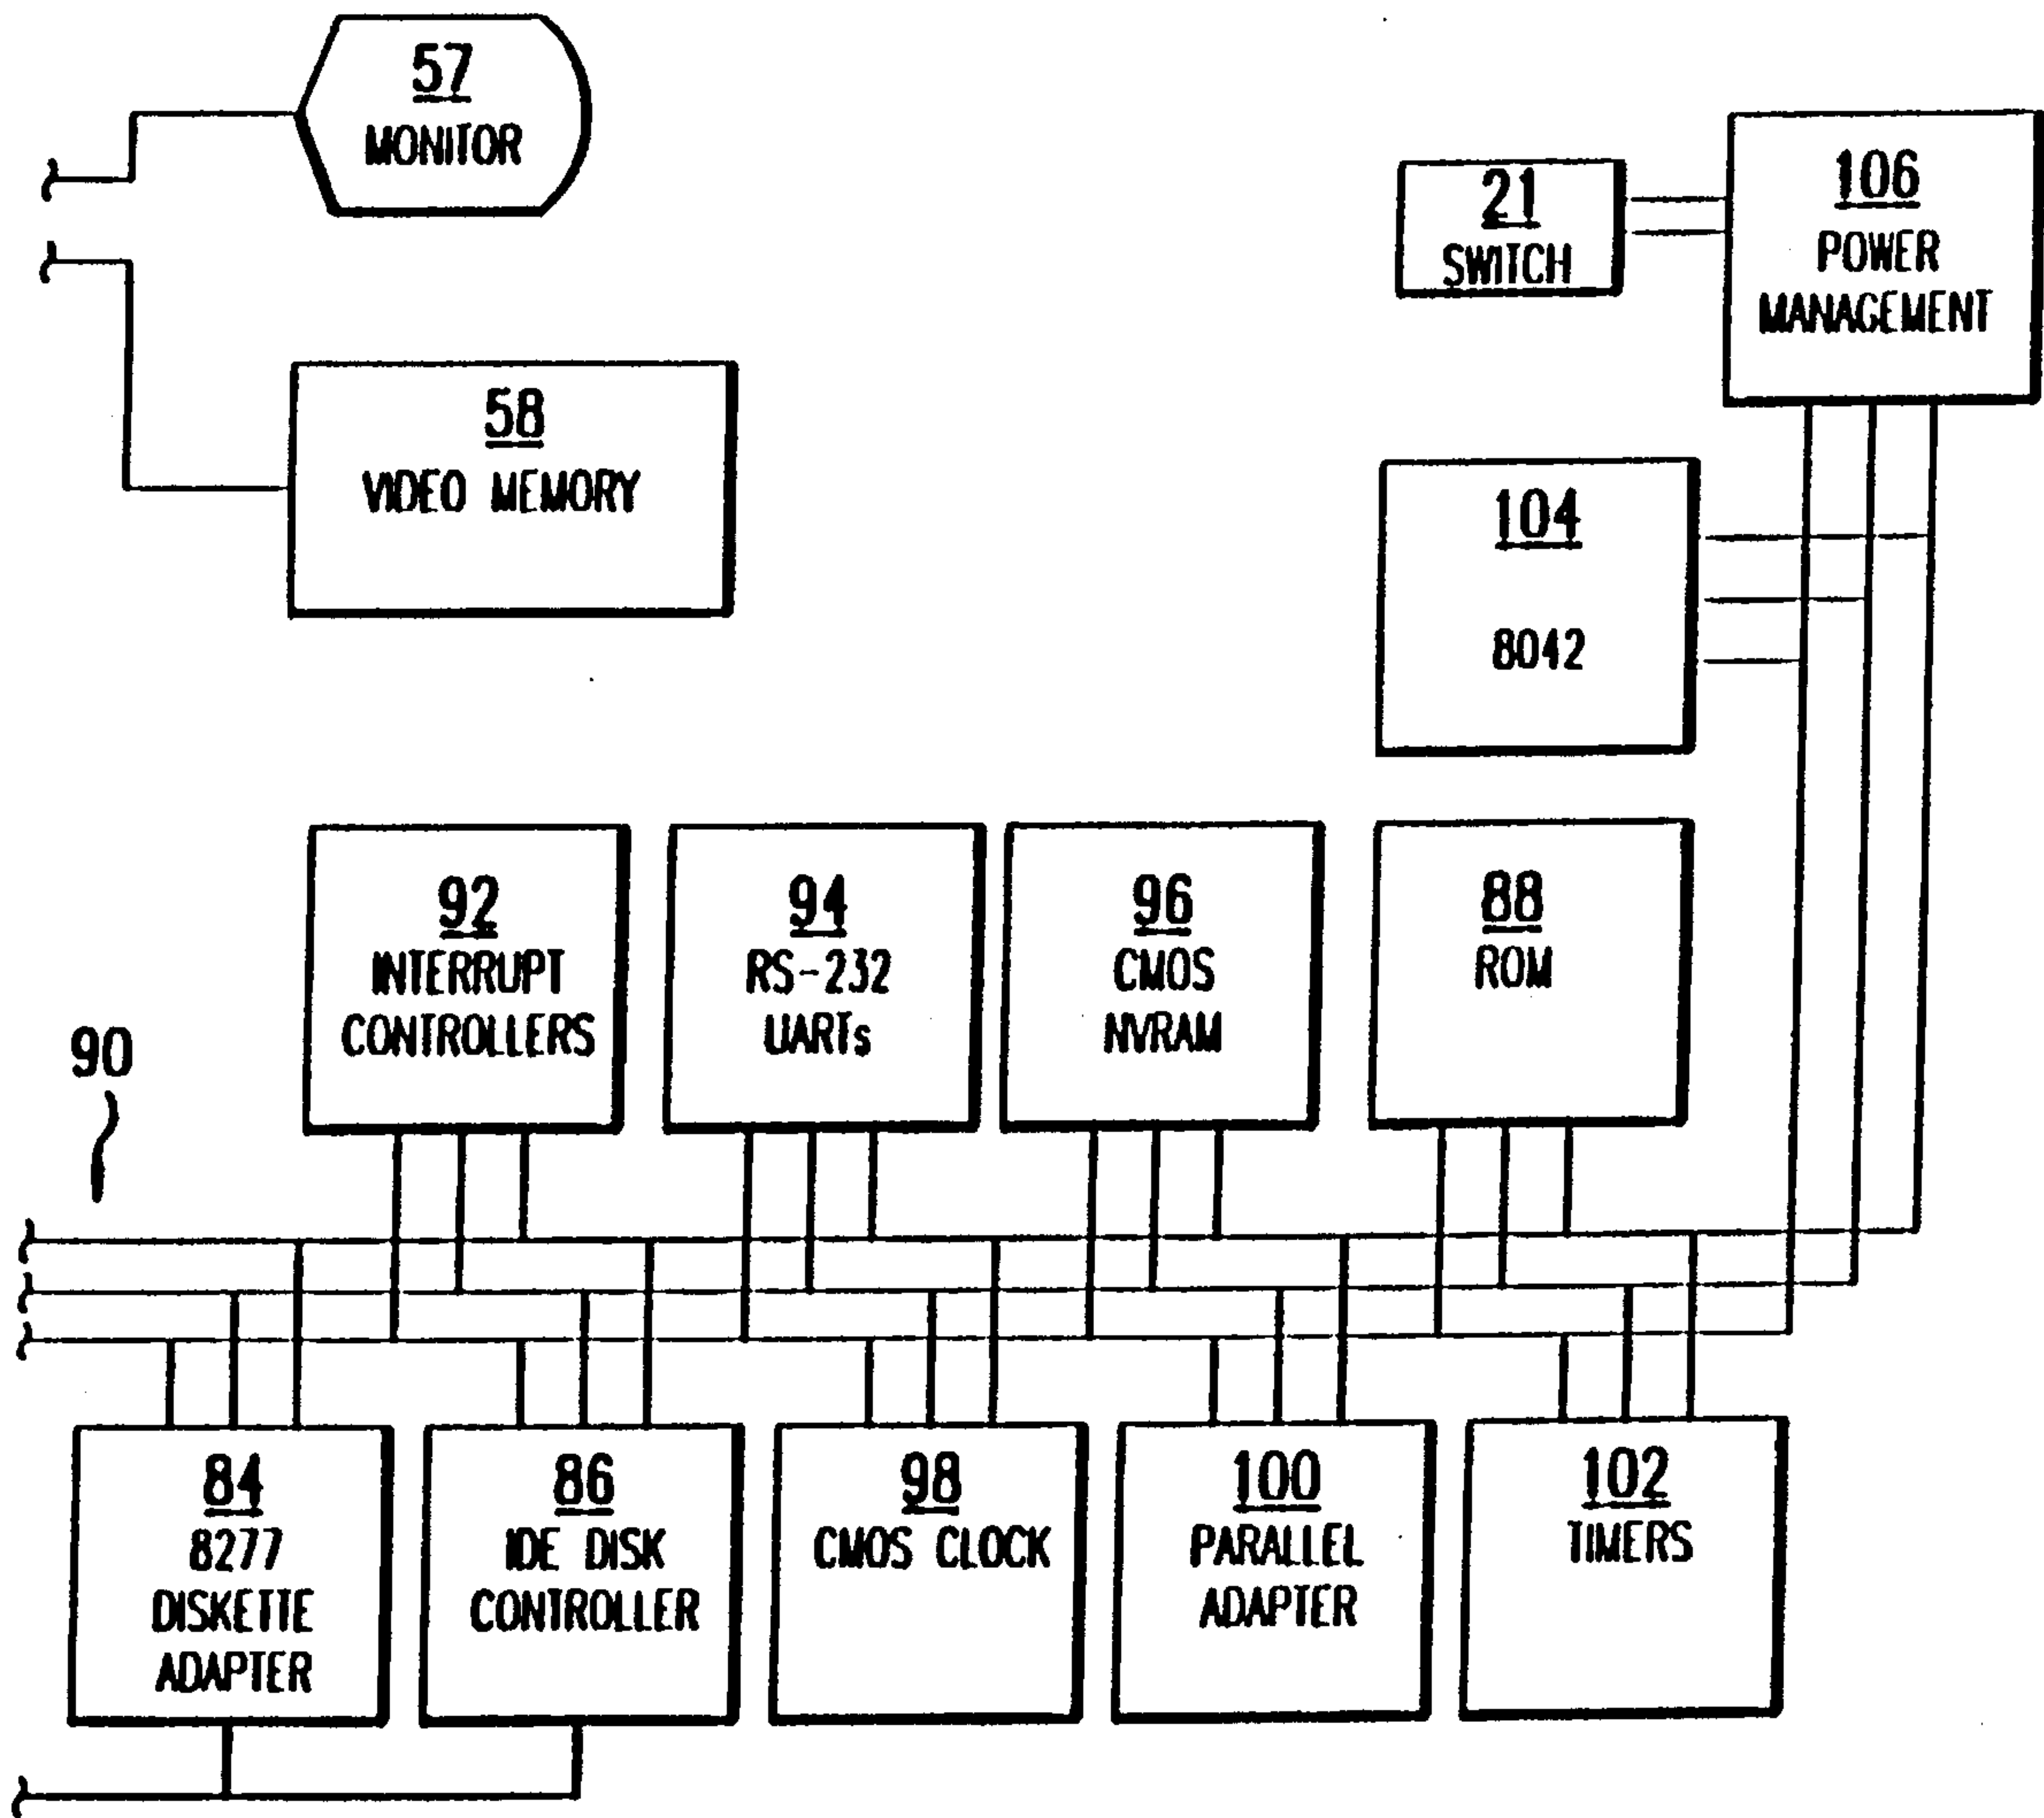 57
MONITOR
21
SWITCH
106
POWER
MANAGEMENT
58
VIDEO MEMORY
104
8042
92
INTERRUPT
CONTROLLERS
94
RS-232
UARTs
96
CMOS
NVRAM
88
ROM
90
84
8277
DISKETTE
ADAPTER
86
IDE DISK
CONTROLLER
98
CMOS CLOCK
100
PARALLEL
ADAPTER
102
TIMERS